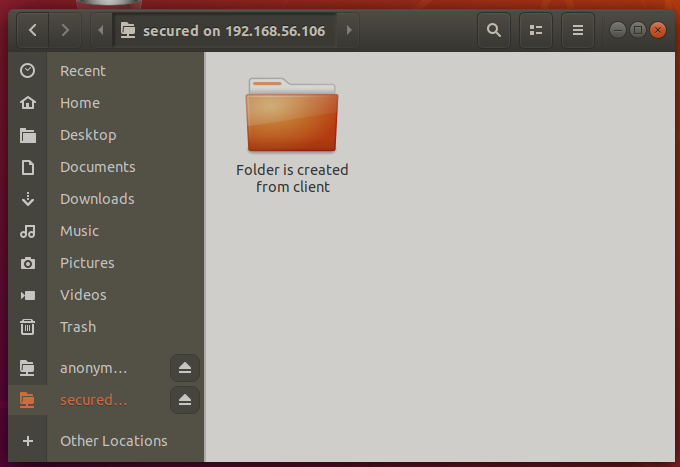 secured on 192.168.56.106
Recent
Home
Desktop
Documents
Downloads
Music
Pictures
Videos
Trash
anonym…
secured…
Other Locations
Folder is created
from client